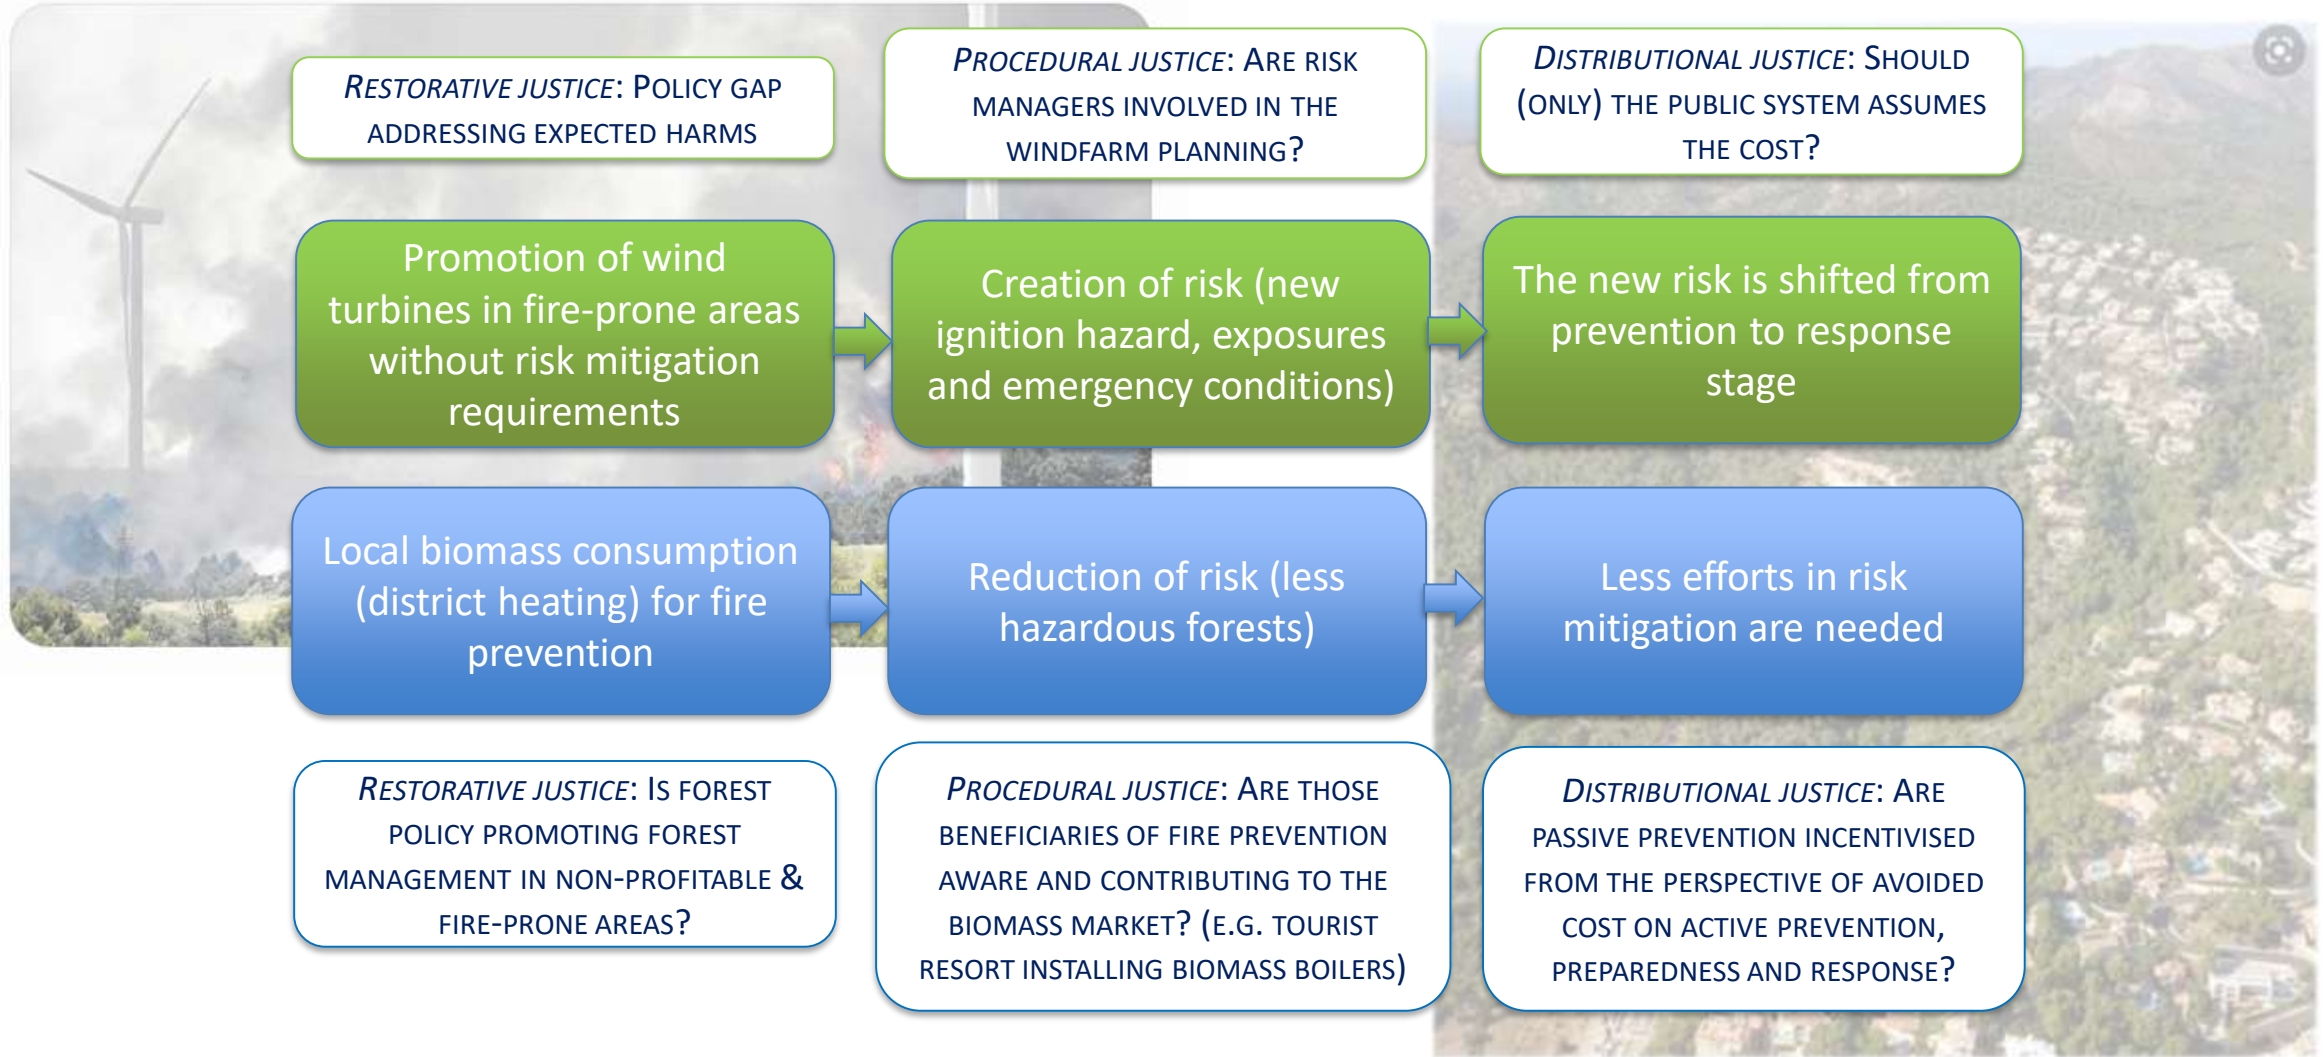 RESTORATIVE JUSTICE: POLICY GAP
ADDRESSING EXPECTED HARMS
PROCEDURAL JUSTICE: ARE RISK
MANAGERS INVOLVED IN THE
WINDFARM PLANNING?
DISTRIBUTIONAL JUSTICE: SHOULD
(ONLY) THE PUBLIC SYSTEM ASSUMES
THE COST?
Promotion of wind
turbines in fire-prone areas
without risk mitigation
requirements
Creation of risk (new
ignition hazard, exposures
and emergency conditions)
The new risk is shifted from
prevention to response
stage
Local biomass consumption
(district heating) for fire
prevention
Reduction of risk (less
hazardous forests)
Less efforts in risk
mitigation are needed
RESTORATIVE JUSTICE: IS FOREST
POLICY PROMOTING FOREST
MANAGEMENT IN NON-PROFITABLE &
FIRE-PRONE AREAS?
PROCEDURAL JUSTICE: ARE THOSE
BENEFICIARIES OF FIRE PREVENTION
AWARE AND CONTRIBUTING TO THE
BIOMASS MARKET? (E.G. TOURIST
RESORT INSTALLING BIOMASS BOILERS)
DISTRIBUTIONAL JUSTICE: ARE
PASSIVE PREVENTION INCENTIVISED
FROM THE PERSPECTIVE OF AVOIDED
COST ON ACTIVE PREVENTION,
PREPAREDNESS AND RESPONSE?